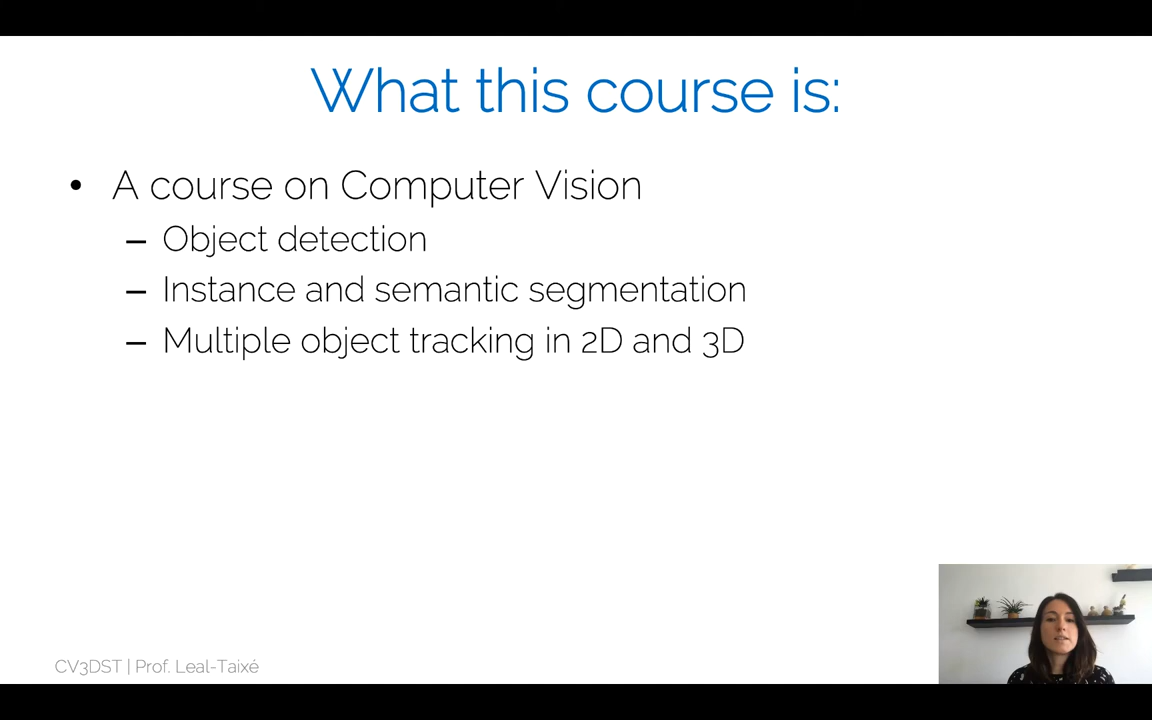 What this course is:
• A course on Computer Vision
– Object detection
– Instance and semantic segmentation
– Multiple object tracking in 2D and 3D
CV3DST | Prof. Leal-Taixé